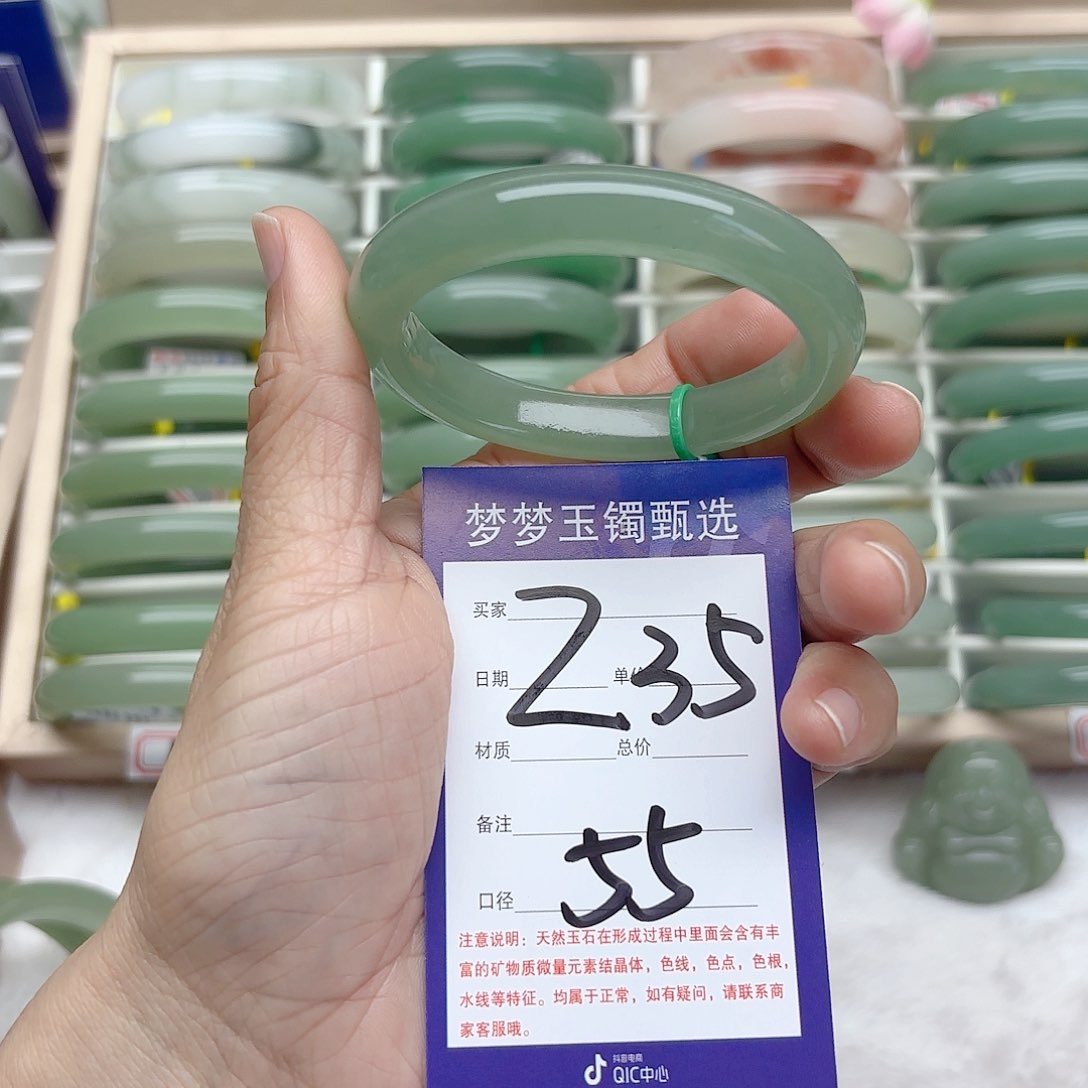 梦梦玉镯甄选
买家
Z35
日期 单价
材质 总价
备注
55
口径
注意说明：天然玉石在形成过程中里面会含有丰
富的矿物质微量元素结晶体，色线，色点，色根，
水线等特征。均属于正常，如有疑问，请联系商
家客服哦。
抖音电商
QIC中心